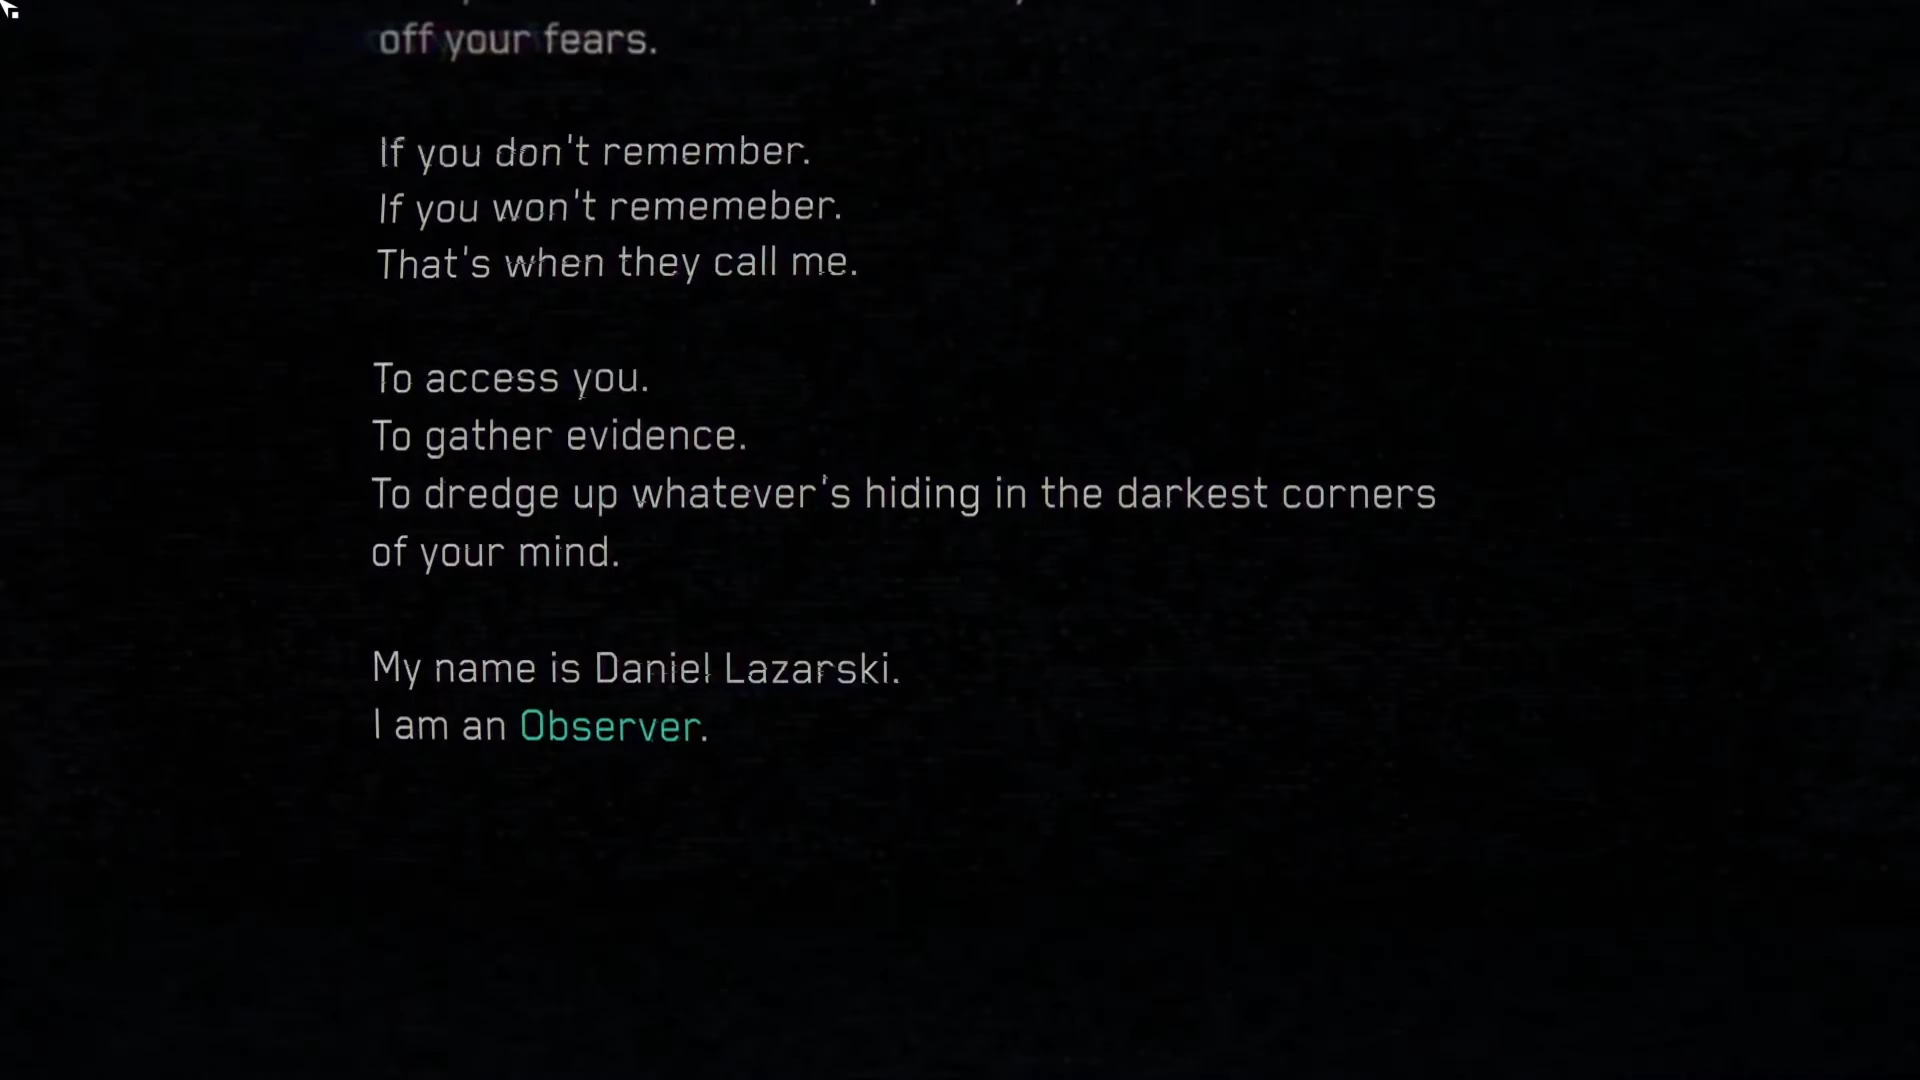 off your fears.
If you don't remember.
If you won't rememeber.
That's when they call me.
To access you.
To gather evidence.
To dredge up whatever's hiding in the darkest corners
of your mind.
My name is Daniel Lazarski.
I am an Observer.